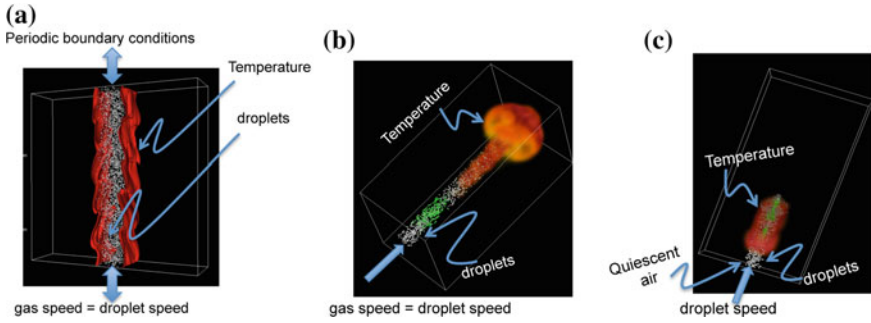 (a)
Periodic boundary conditions
Temperature
droplets
gas speed = droplet speed
(b)
Temperature
droplets
gas speed = droplet speed
(c)
Temperature
Quiescent
air
droplets
droplet speed